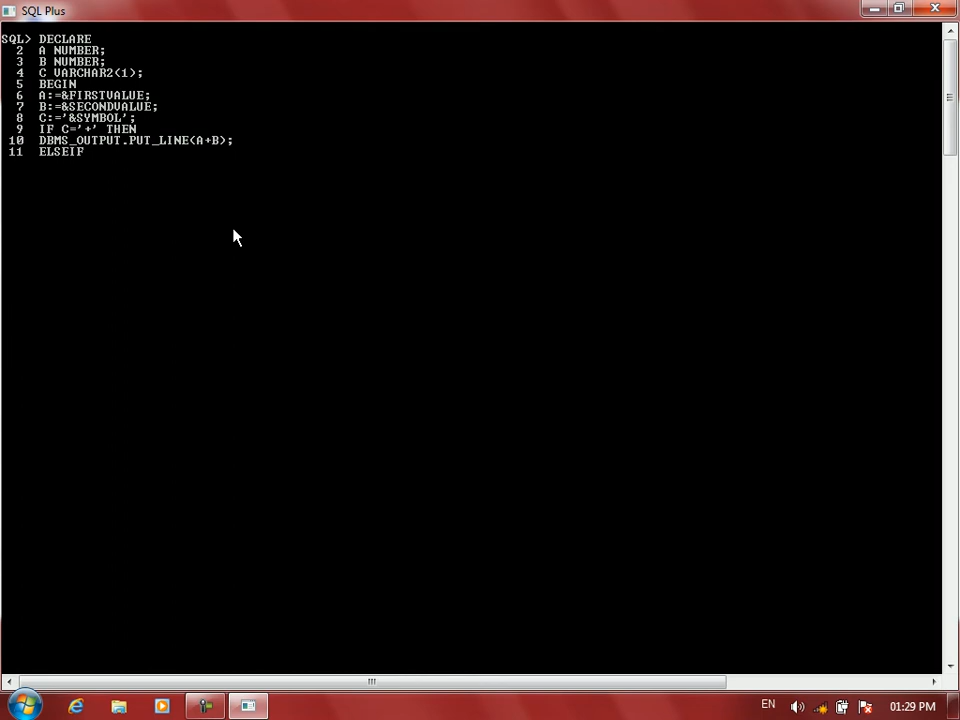 SQL Plus
SQL> DECLARE
2 A NUMBER;
3 B NUMBER;
4 C VARCHAR2(1);
5 BEGIN
6 A:=&FIRSTVALUE;
7 B:=&SECONDVALUE;
8 C:='&SYMBOL';
9 IF C='+' THEN
10 DBMS_OUTPUT.PUT_LINE(A+B);
11 ELSEIF
EN
01:29 PM